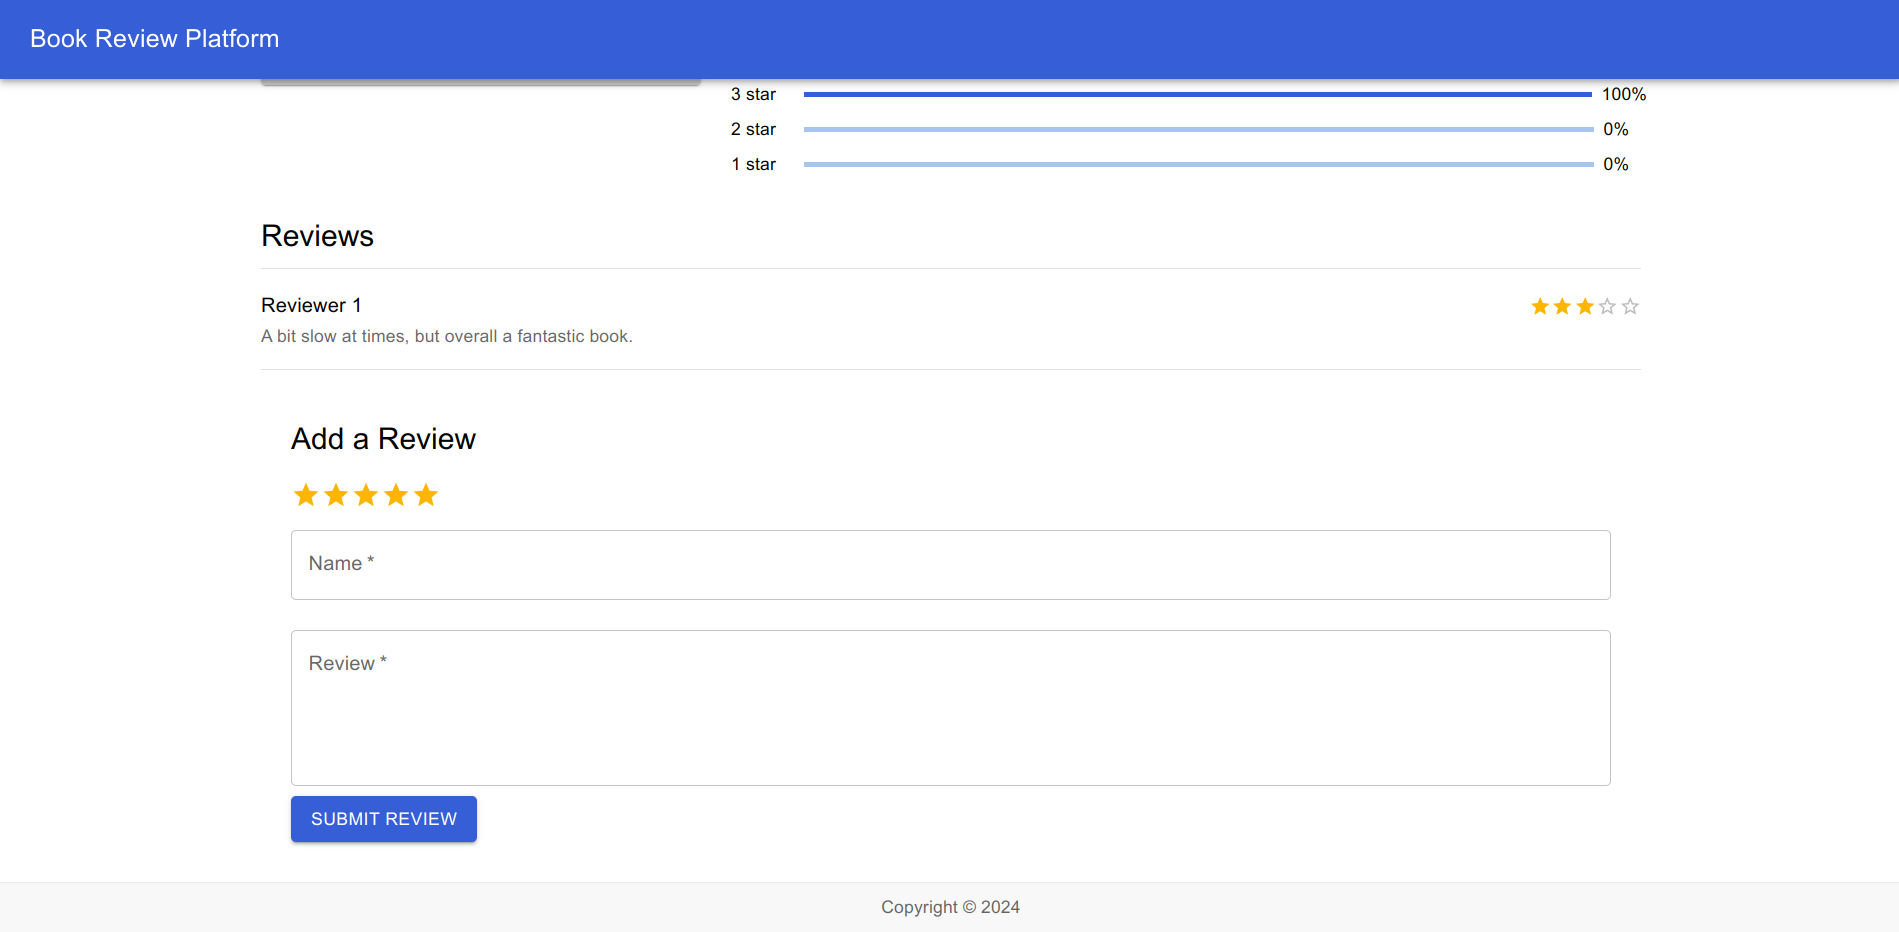 Book Review Platform
3 star 100%
2 star 0%
1 star 0%
Reviews
Reviewer 1
A bit slow at times, but overall a fantastic book.
Add a Review
Name *
Review *
SUBMIT REVIEW
Copyright © 2024